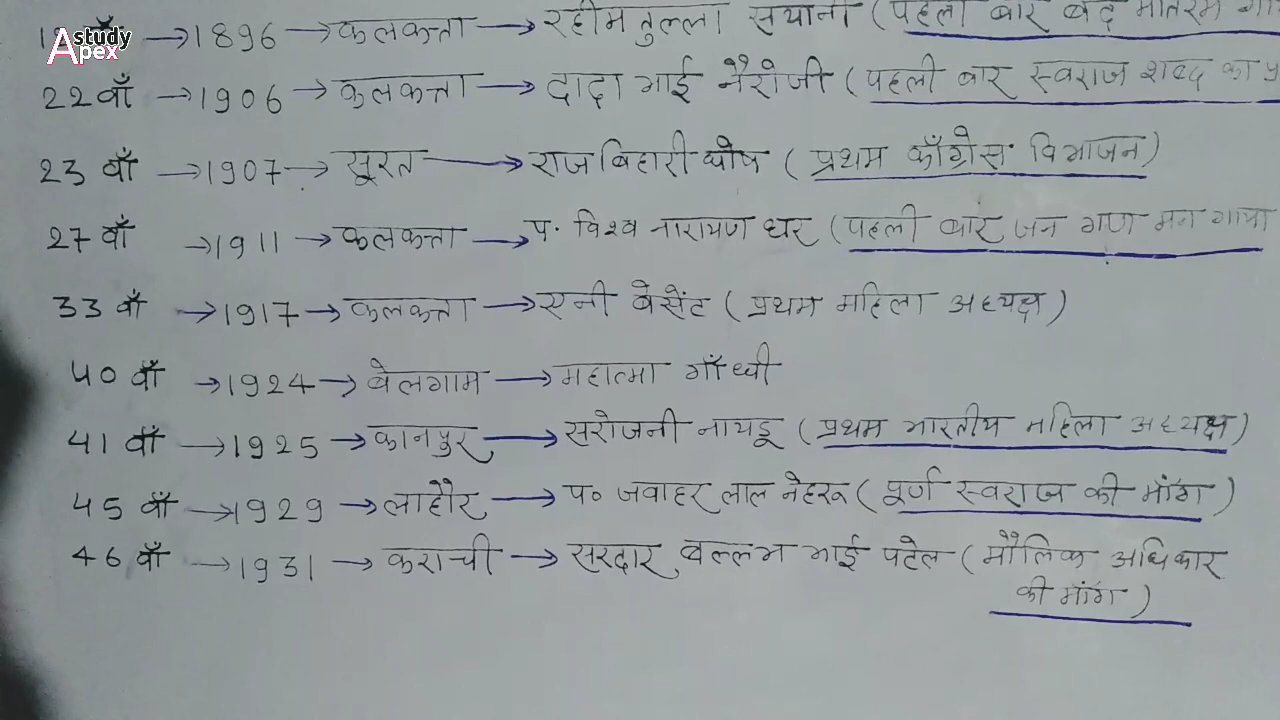 study
Apex
→1896→कलकत्ता→रहीमतुल्ला सयानी (पहली बार बंदे मातरम
22वाँ→1906→कलकत्ता→दादा भाई नैरोजी (पहली बार स्वराज शब्द का
23 वाँ→1907→सूरत→रासबिहारी घोष (प्रथम काँग्रेस विभाजन)
27 वाँ→1911→कलकत्ता→प. विश्व नारायण धर (पहली बार जन गण मन गाया
33 वाँ→1917→कलकत्ता→एनी बेसेंट (प्रथम महिला अध्यक्ष)
40 वाँ→1924→बेलगाम→महात्मा गाँधी
41 वाँ→1925→कानपुर→सरोजनी नायडू (प्रथम भारतीय महिला अध्यक्ष)
45 वाँ→1929→लाहौर→प० जवाहर लाल नेहरू (पूर्ण स्वराज की मांग)
46 वाँ→1931→कराची→सरदार बल्लभ भाई पटेल (मौलिक अधिकार
की मांग)